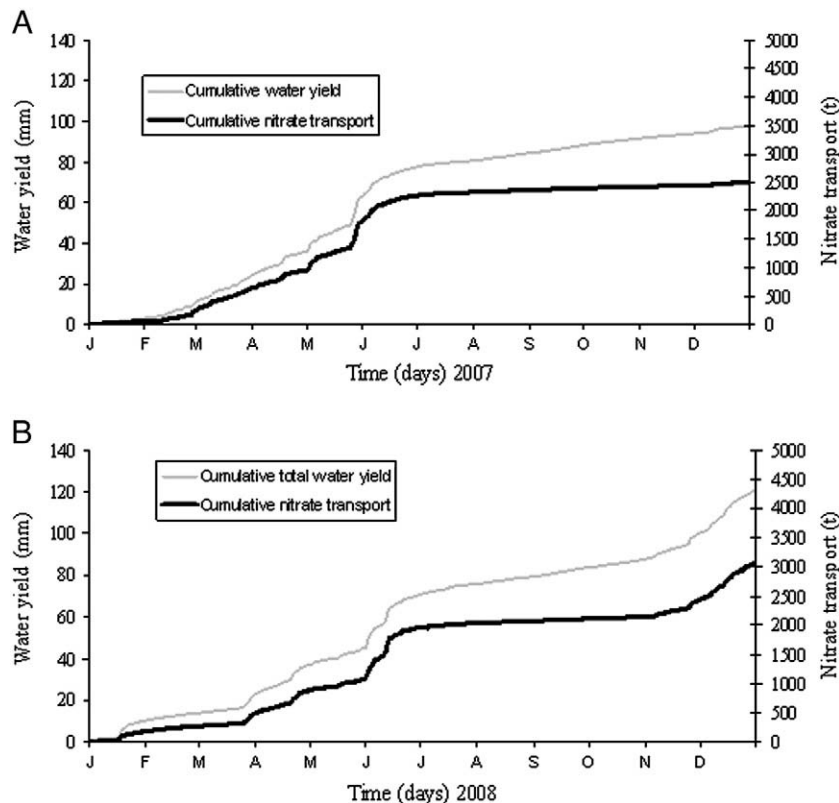 A
140
120
100
80
60
40
20
0
Water yield (mm)
Cumulative water yield
Cumulative nitrate transport
5000
4500
4000
3500
3000
2500
2000
1500
1000
500
0
Nitrate transport (t)
J F M A M J J A S O N D
Time (days) 2007
B
140
120
100
80
60
40
20
0
Water yield (mm)
Cumulative total water yield
Cumulative nitrate transport
5000
4500
4000
3500
3000
2500
2000
1500
1000
500
0
Nitrate transport (t)
J F M A M J J A S O N D
Time (days) 2008